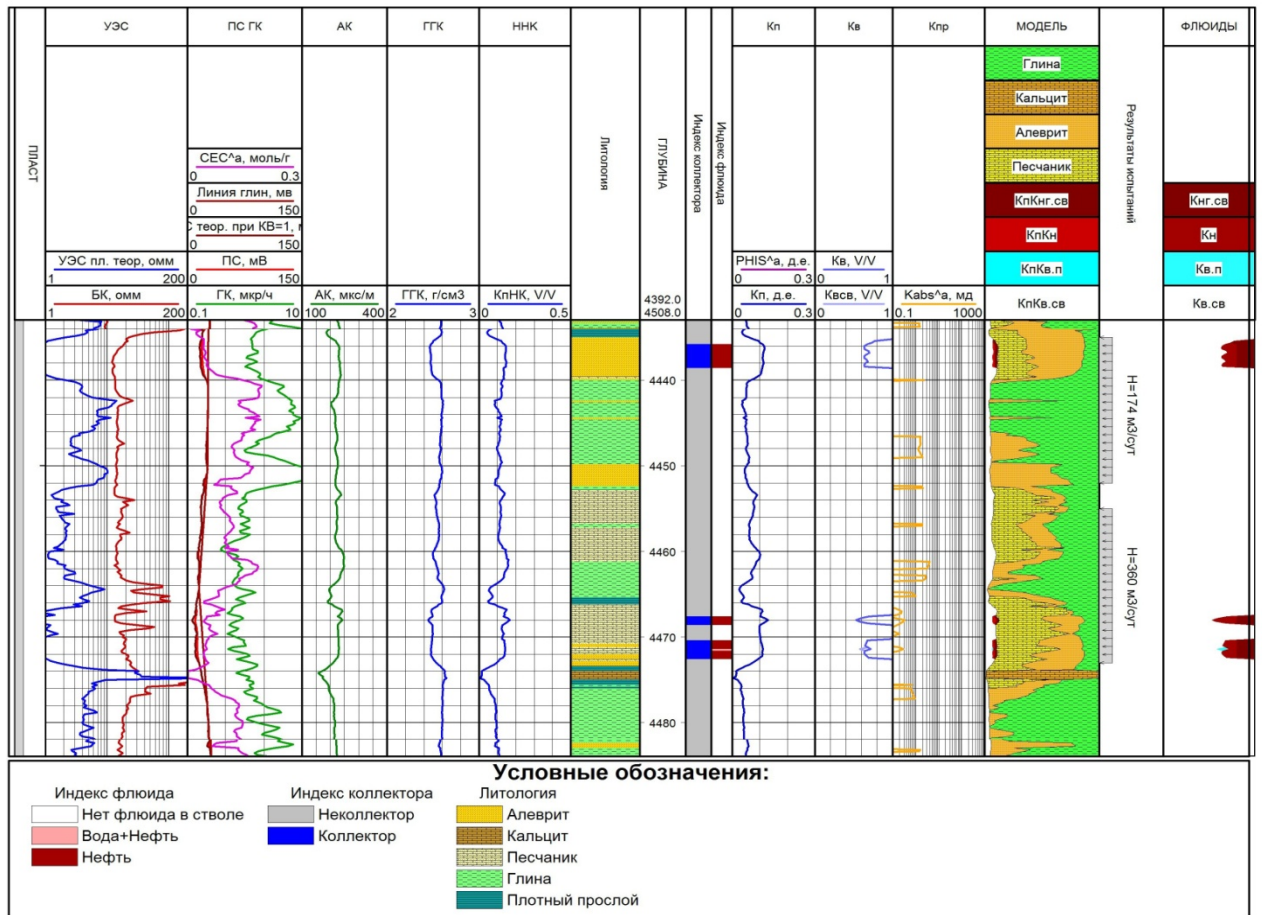 УЭС
ПС ГК
АК
ГГК
ННК
Кп
Кв
Кпр
МОДЕЛЬ
ФЛЮИДЫ
ПЛАСТ
Литология
ГЛУБИНА
Индекс коллектора
Индекс флюида
Результаты испытаний
Глина
Кальцит
Алеврит
Песчаник
КпКнг.св
КпКн
КпКв.п
КпКв.св
Кнг.св
Кн
Кв.п
Кв.св
CEC^a, моль/г
0 0.3
Линия глин, мв
0 150
теор. при КВ=1,
0 150
УЭС пл. теор, омм
1 200
ПС, мВ
0 150
PHIS^a, д.е.
0 0.3
Кв, V/V
0 1
БК, омм
1 200
ГК, мкр/ч
0.1 10
АК, мкс/м
100 400
ГГК, г/см3
2 3
КпНК, V/V
0 0.5
4392.0
4508.0
Кп, д.е.
0 0.3
Квсв, V/V
0 1
Kabs^a, мд
0.1 1000
4440
4450
4460
4470
4480
Н=174 м3/сут
Н=360 м3/сут
Условные обозначения:
Индекс флюида
Нет флюида в стволе
Вода+Нефть
Нефть
Индекс коллектора
Неколлектор
Коллектор
Литология
Алеврит
Кальцит
Песчаник
Глина
Плотный прослой